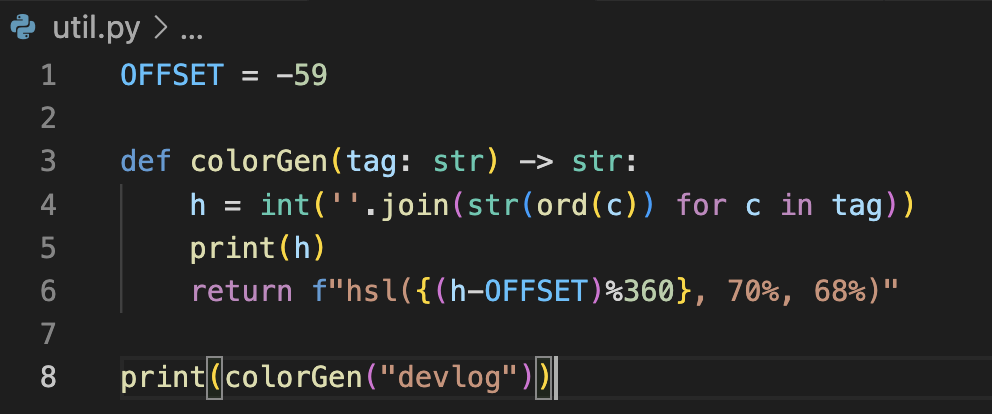 util.py > ...
1 OFFSET = -59
2
3 def colorGen(tag: str) -> str:
4     h = int(''.join(str(ord(c)) for c in tag))
5     print(h)
6     return f"hsl({(h-OFFSET)%360}, 70%, 68%)"
7
8 print(colorGen("devlog"))